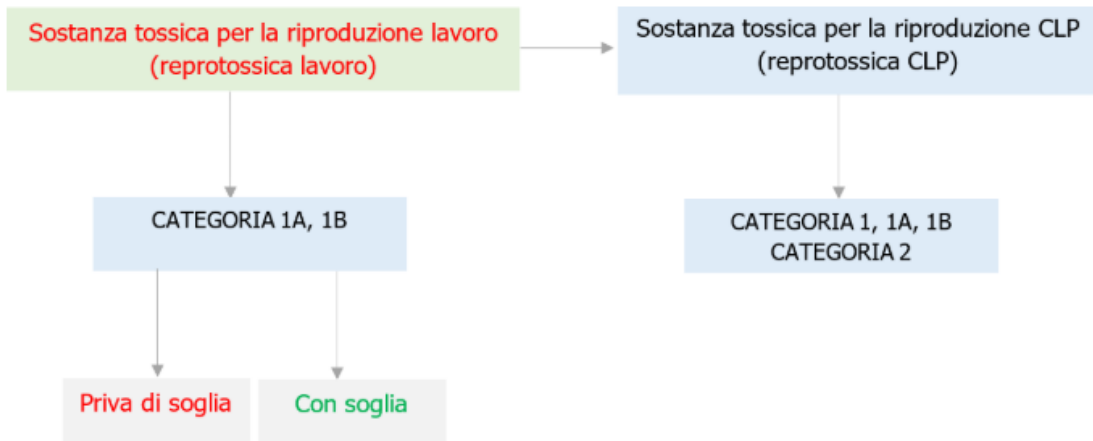 Sostanza tossica per la riproduzione lavoro
(reprotossica lavoro)
Sostanza tossica per la riproduzione CLP
(reprotossica CLP)
CATEGORIA 1A, 1B
CATEGORIA 1, 1A, 1B
CATEGORIA 2
Priva di soglia
Con soglia